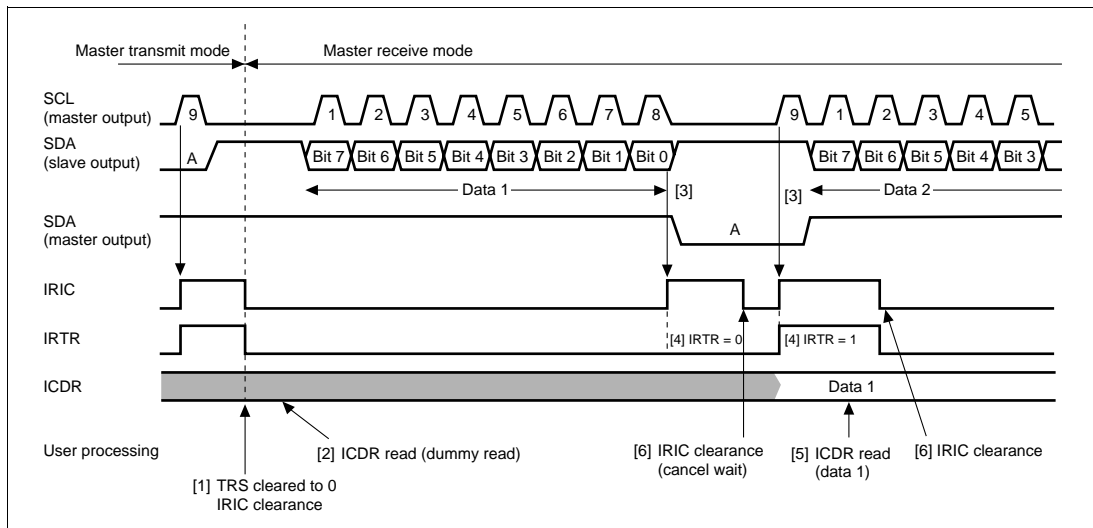 Master transmit mode Master receive mode
SCL
(master output)
9 1 2 3 4 5 6 7 8 9 1 2 3 4 5
SDA
(slave output)
A Bit 7 Bit 6 Bit 5 Bit 4 Bit 3 Bit 2 Bit 1 Bit 0 Bit 7 Bit 6 Bit 5 Bit 4 Bit 3
Data 1 [3] [3] Data 2
SDA
(master output)
A
IRIC
IRTR
[4] IRTR = 0 [4] IRTR = 1
ICDR
Data 1
User processing
[2] ICDR read (dummy read)
[6] IRIC clearance
(cancel wait)
[5] ICDR read
(data 1)
[6] IRIC clearance
[1] TRS cleared to 0
IRIC clearance